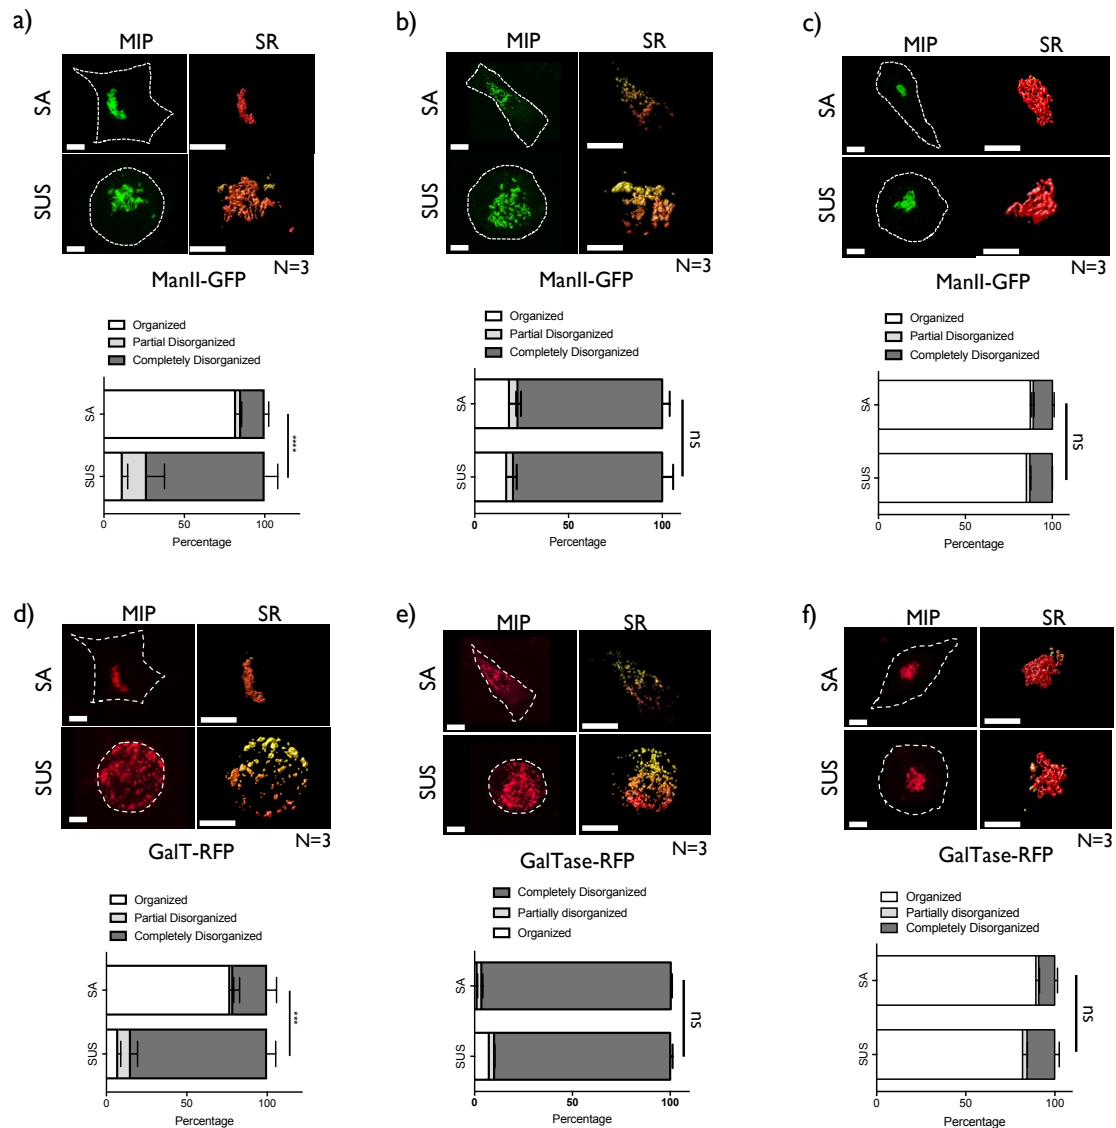 a)
MIP SR
SA
SUS
N=3
ManII-GFP
Organized
Partial Disorganized
Completely Disorganized
SA
SUS
****
0 50 100
Percentage
b)
MIP SR
SA
SUS
N=3
ManII-GFP
Organized
Partial Disorganized
Completely Disorganized
SA
SUS
ns
0 50 100
Percentage
c)
MIP SR
SA
SUS
N=3
ManII-GFP
Organized
Partial Disorganized
Completely Disorganized
SA
SUS
ns
0 50 100
Percentage
d)
MIP SR
SA
SUS
N=3
GalT-RFP
Organized
Partial Disorganized
Completely Disorganized
SA
SUS
***
0 50 100
Percentage
e)
MIP SR
SA
SUS
N=3
GalTase-RFP
Completely Disorganized
Partially disorganized
Organized
SA
SUS
ns
0 50 100
Percentage
f)
MIP SR
SA
SUS
N=3
GalTase-RFP
Organized
Partially disorganized
Completely Disorganized
SA
SUS
ns
0 50 100
Percentage